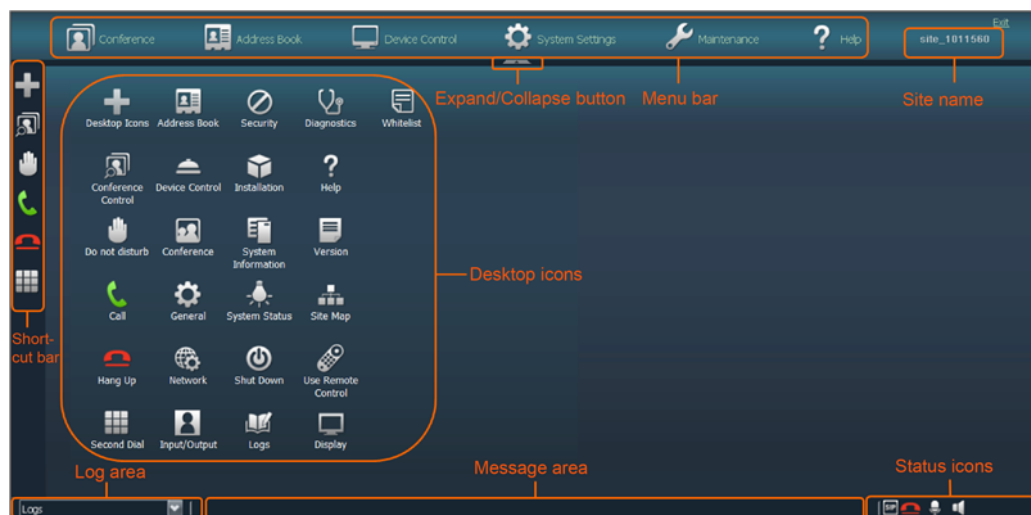 Exit
Conference Address Book Device Control System Settings Maintenance Help site_1011560
Expand/Collapse button Menu bar Site name
Desktop Icons Address Book Security Diagnostics Whitelist
Conference Control Device Control Installation Help
Do not disturb Conference System Information Version
Desktop icons
Call General System Status Site Map
Short-
cut bar
Hang Up Network Shut Down Use Remote Control
Second Dial Input/Output Logs Display
Log area Message area Status icons
Logs SIP